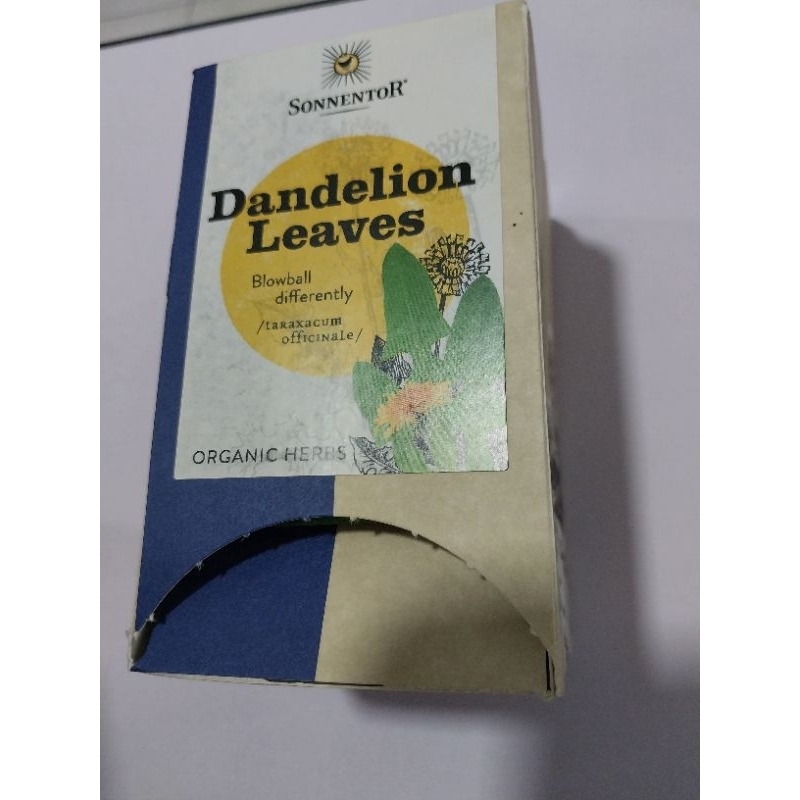 SONNENTOR®
Dandelion
Leaves
Blowball
differently
/taraxacum
officinale/
ORGANIC HERBS